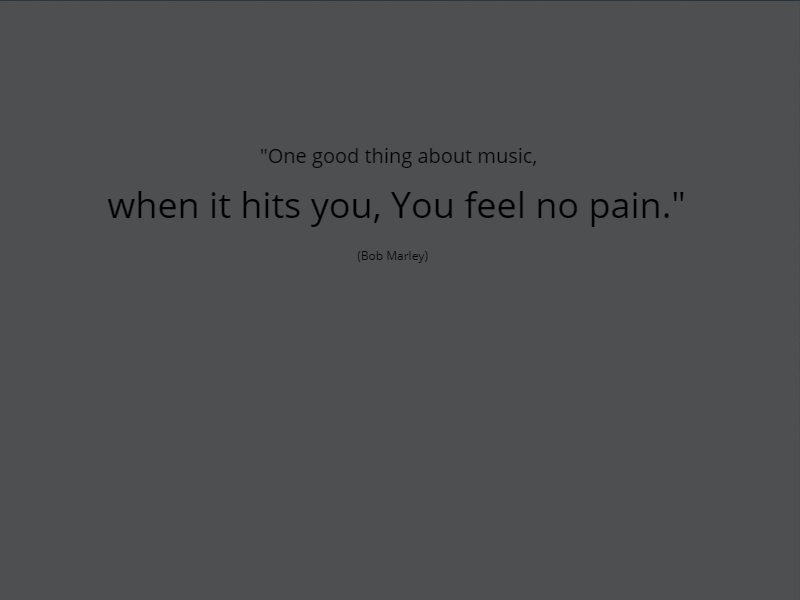 "One good thing about music,
when it hits you, You feel no pain."
(Bob Marley)